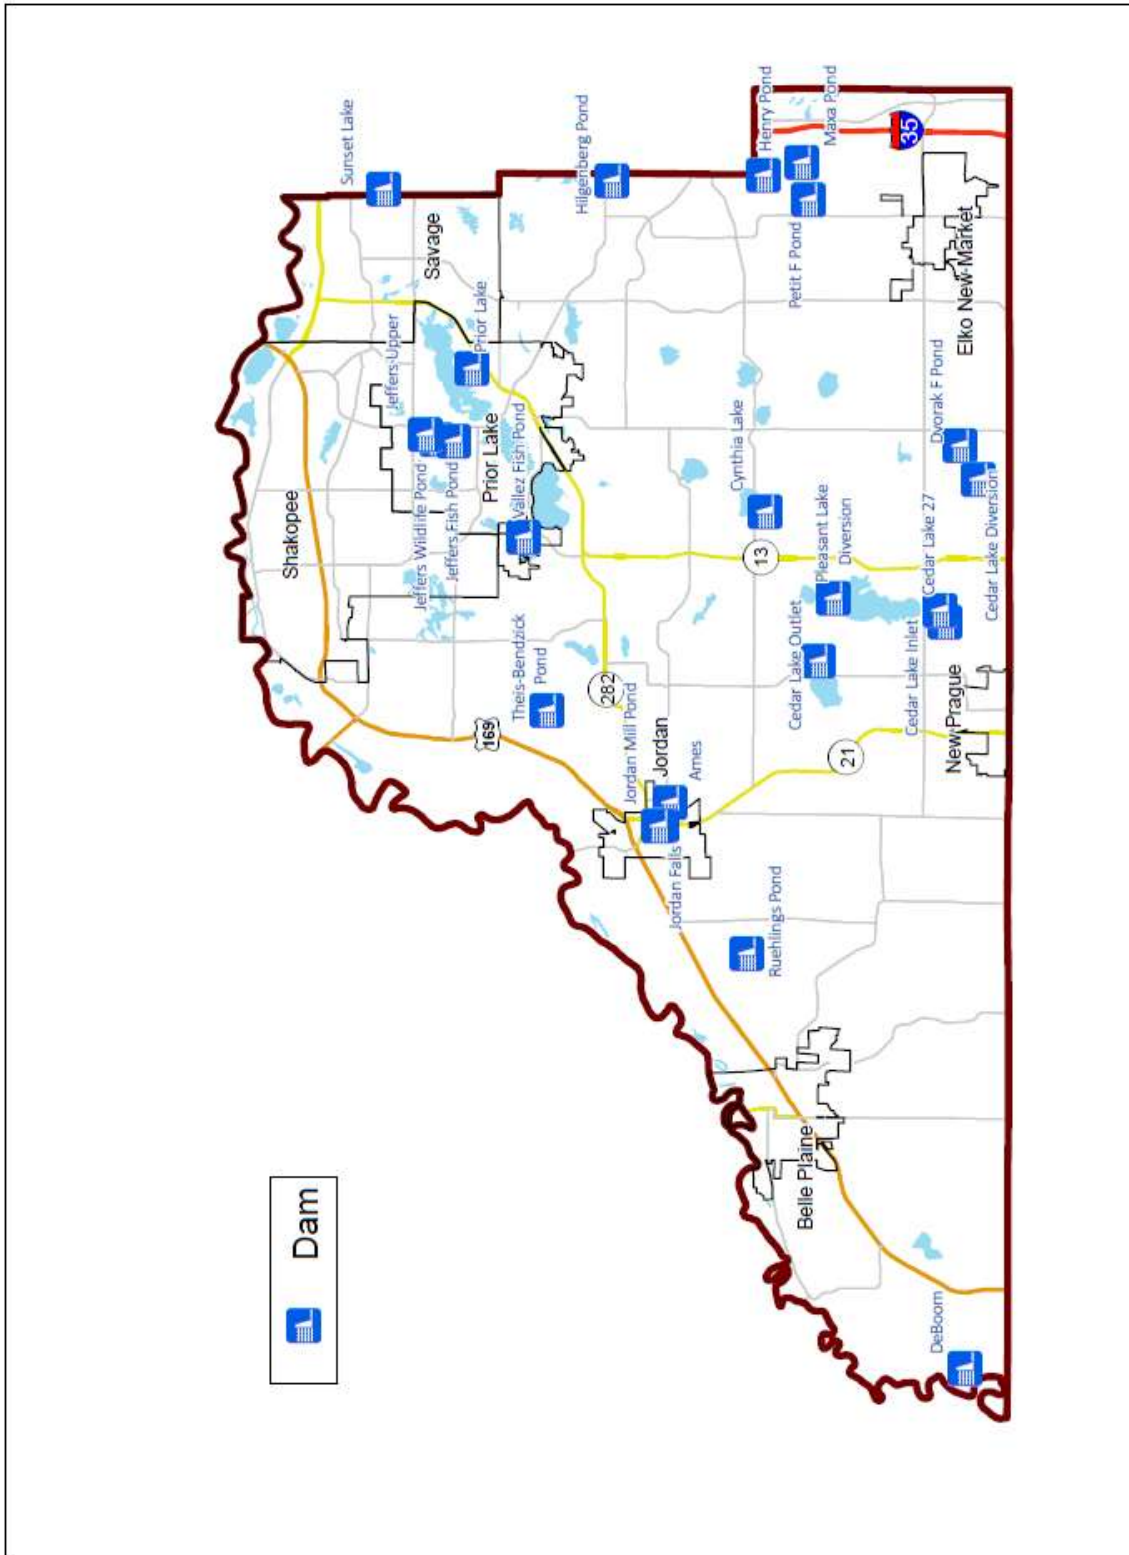 Dam
Shakopee
169
Sunset Lake
Savage
Jeffers-Upper
Prior Lake
Jeffers Wildlife Pond
Jeffers Fish Pond
Prior Lake
Vallez Fish Pond
Theis-Bendzick
Pond
Hilgenberg Pond
282
Jordan Mill Pond
Jordan
Ames
Jordan Falls
Henry Pond
Maxa Pond
Petit F Pond
Cynthia Lake
13
Ruehlings Pond
Pleasant Lake
Diversion
Cedar Lake Outlet
21
Belle Plaine
35
Elko New Market
Dvorak F Pond
Cedar Lake 27
Cedar Lake Inlet
Cedar Lake Diversion
New Prague
DeBoom